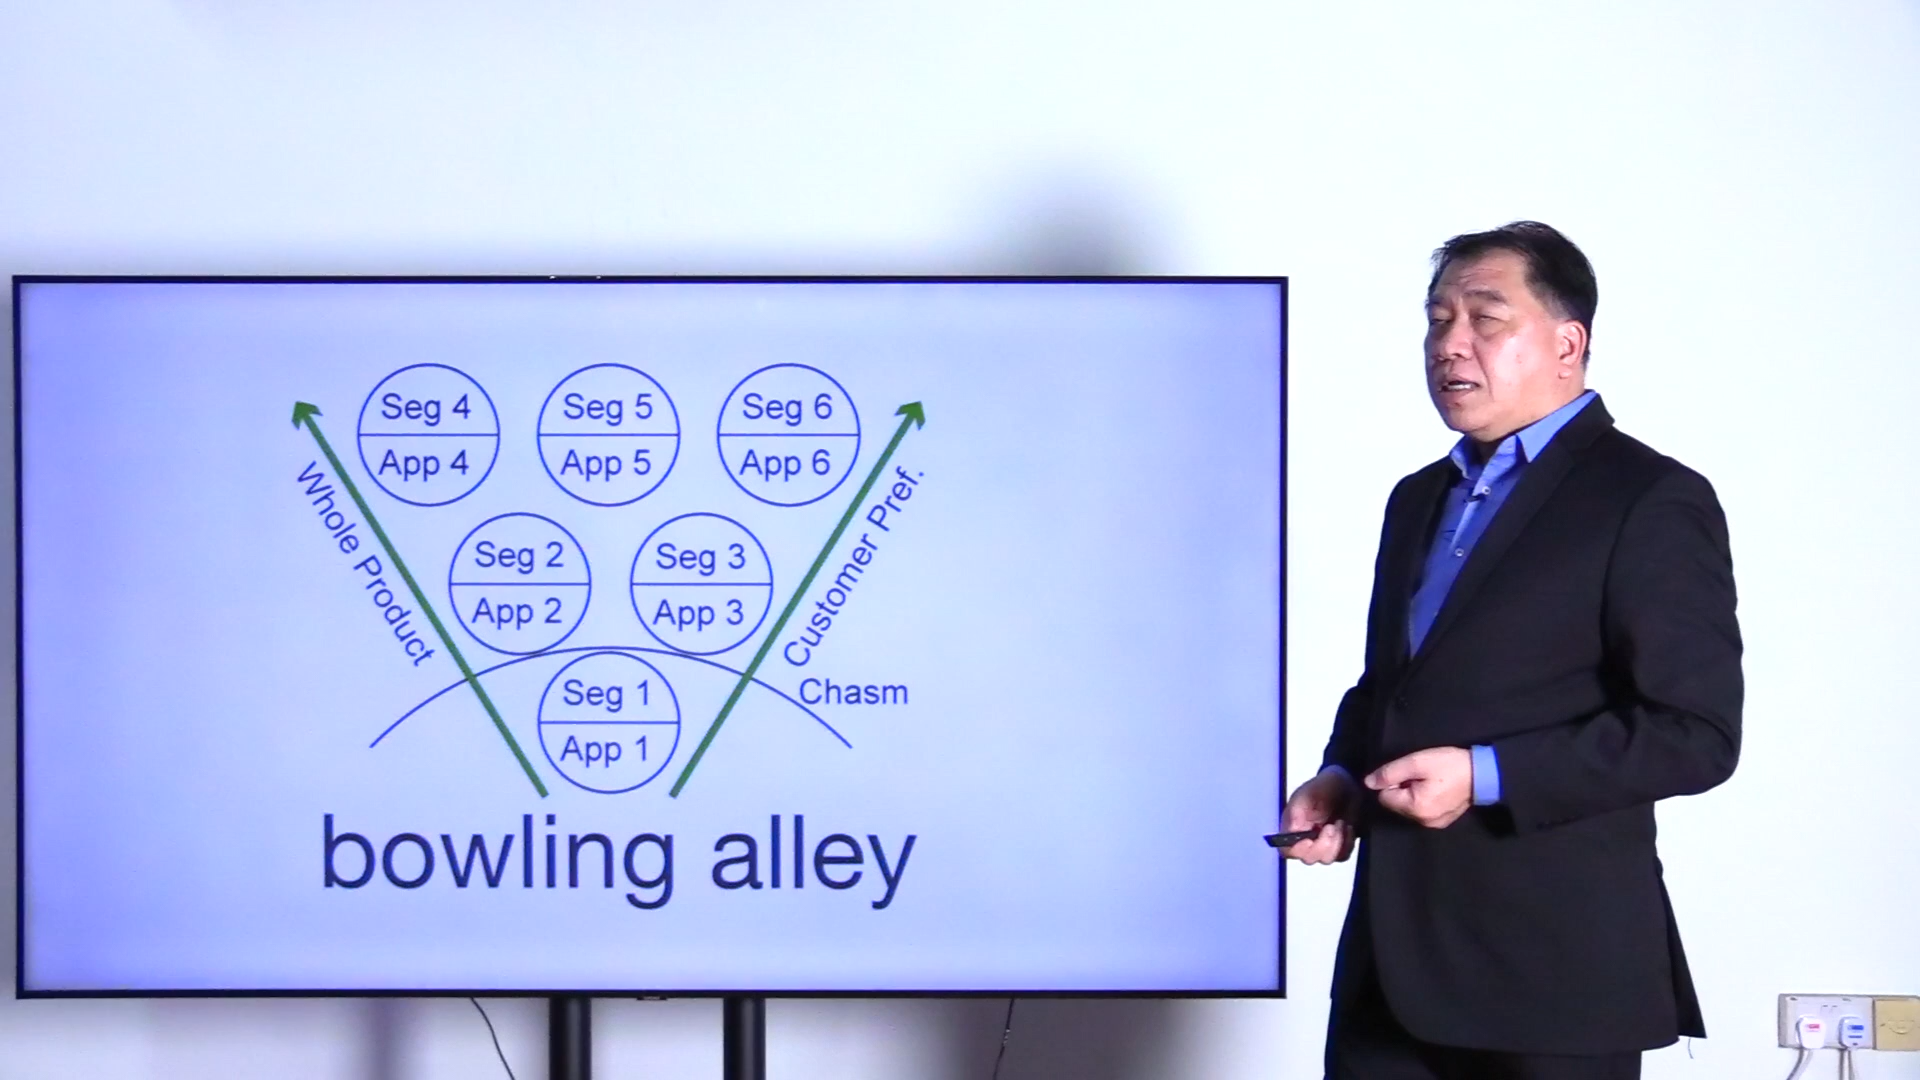 Seg 4
App 4
Seg 5
App 5
Seg 6
App 6
Whole Product
Customer Pref.
Seg 2
App 2
Seg 3
App 3
Chasm
Seg 1
App 1
bowling alley